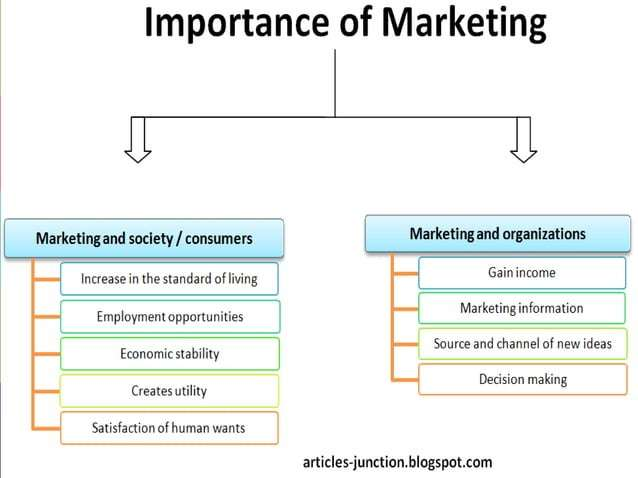 Importance of Marketing
Marketing and society / consumers
Increase in the standard of living
Employment opportunities
Economic stability
Creates utility
Satisfaction of human wants
Marketing and organizations
Gain income
Marketing information
Source and channel of new ideas
Decision making
articles-junction.blogspot.com